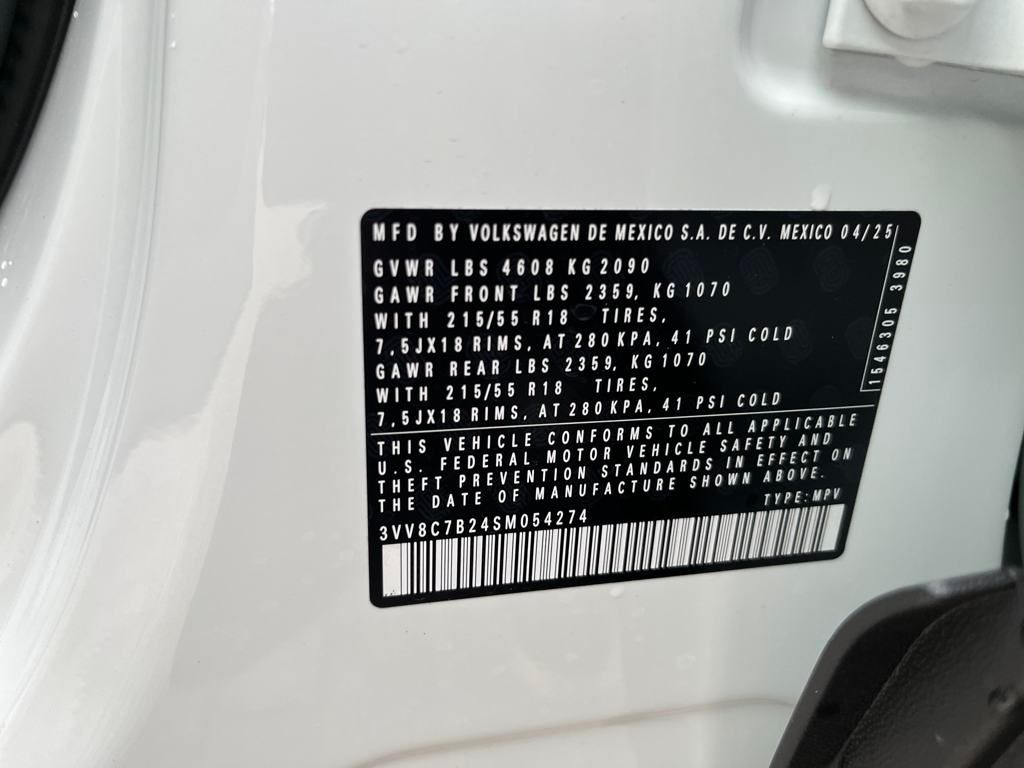 MFD BY VOLKSWAGEN DE MEXICO S.A. DE C.V. MEXICO 04/25
GVWR LBS 4608 KG 2090
GAWR FRONT LBS 2359, KG 1070
WITH 215/55 R18 TIRES,
7,5JX18 RIMS, AT 280 KPA, 41 PSI COLD
GAWR REAR LBS 2359, KG 1070
WITH 215/55 R18 TIRES,
7,5JX18 RIMS, AT 280 KPA, 41 PSI COLD
1546305 3980
THIS VEHICLE CONFORMS TO ALL APPLICABLE
U.S. FEDERAL MOTOR VEHICLE SAFETY AND
THEFT PREVENTION STANDARDS IN EFFECT ON
THE DATE OF MANUFACTURE SHOWN ABOVE.
TYPE: MPV
3VV8C7B24SM054274